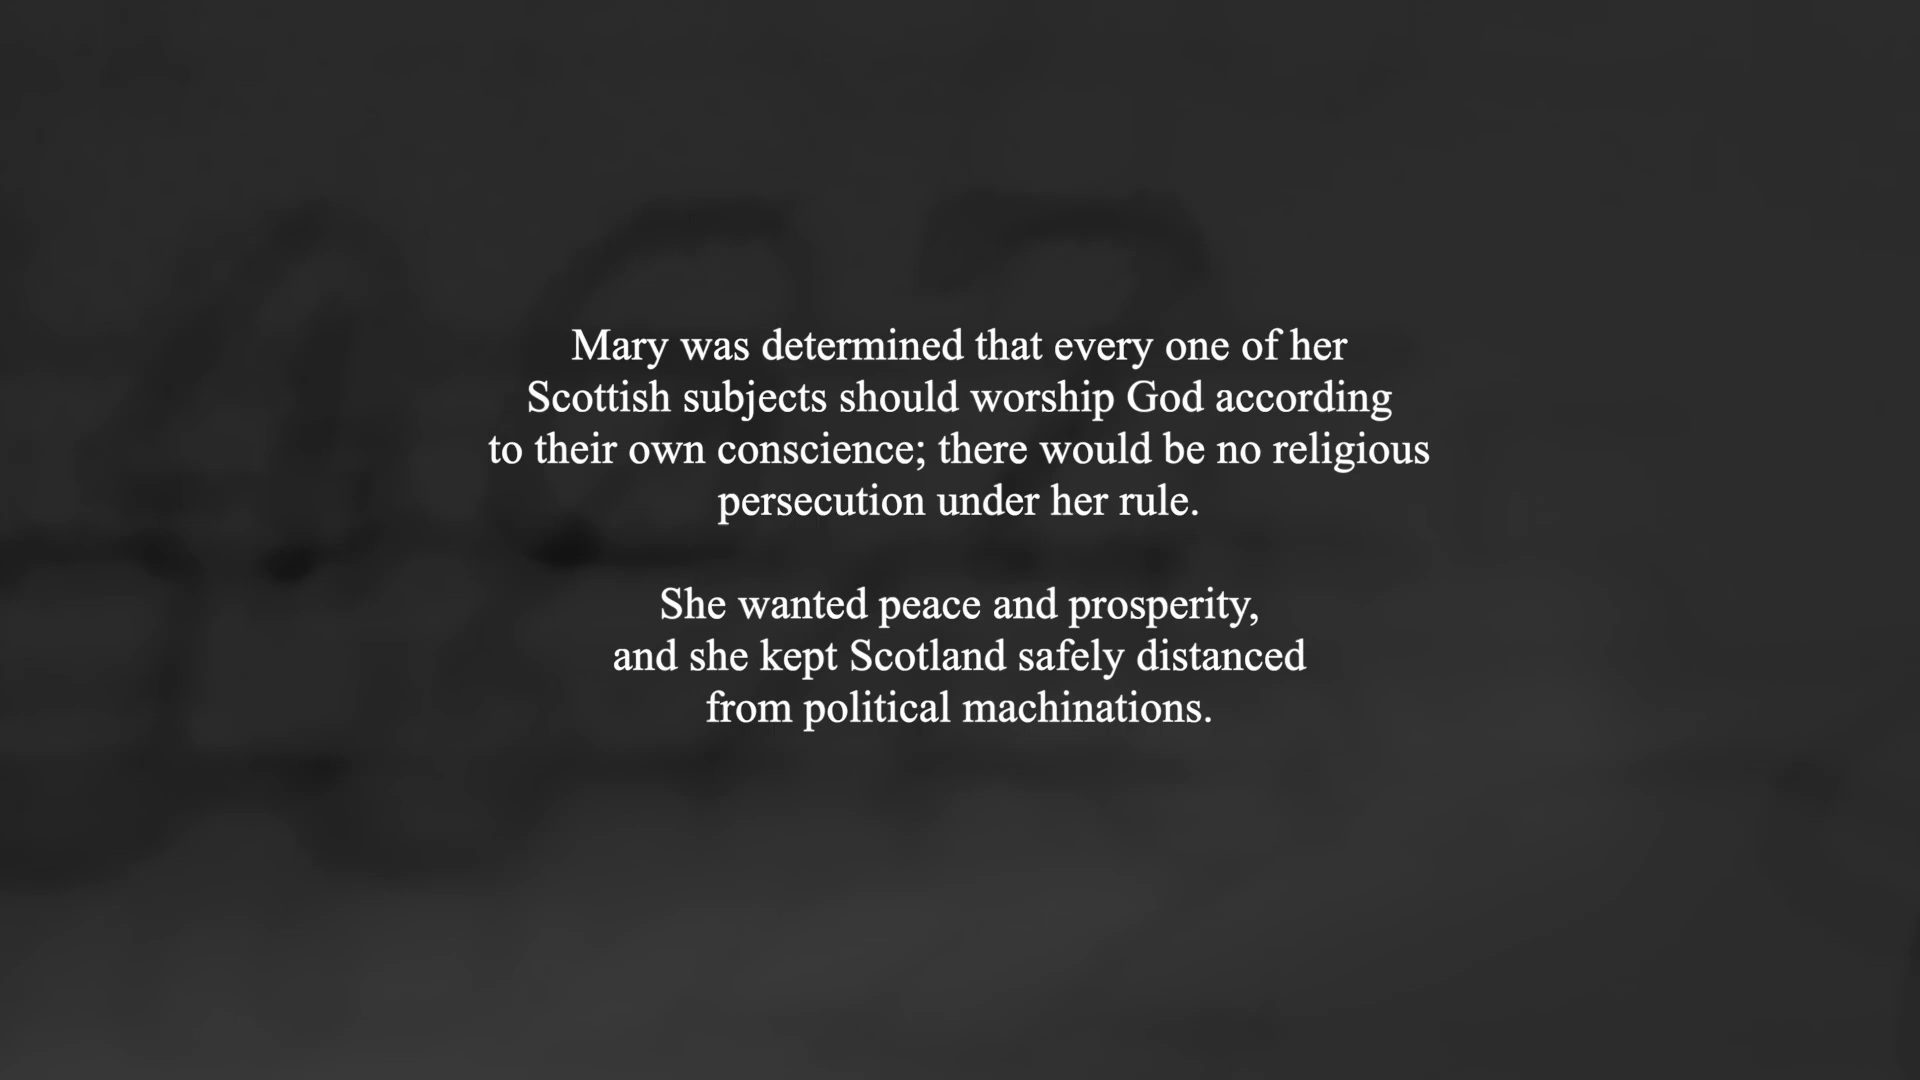 Mary was determined that every one of her
Scottish subjects should worship God according
to their own conscience; there would be no religious
persecution under her rule.
She wanted peace and prosperity,
and she kept Scotland safely distanced
from political machinations.